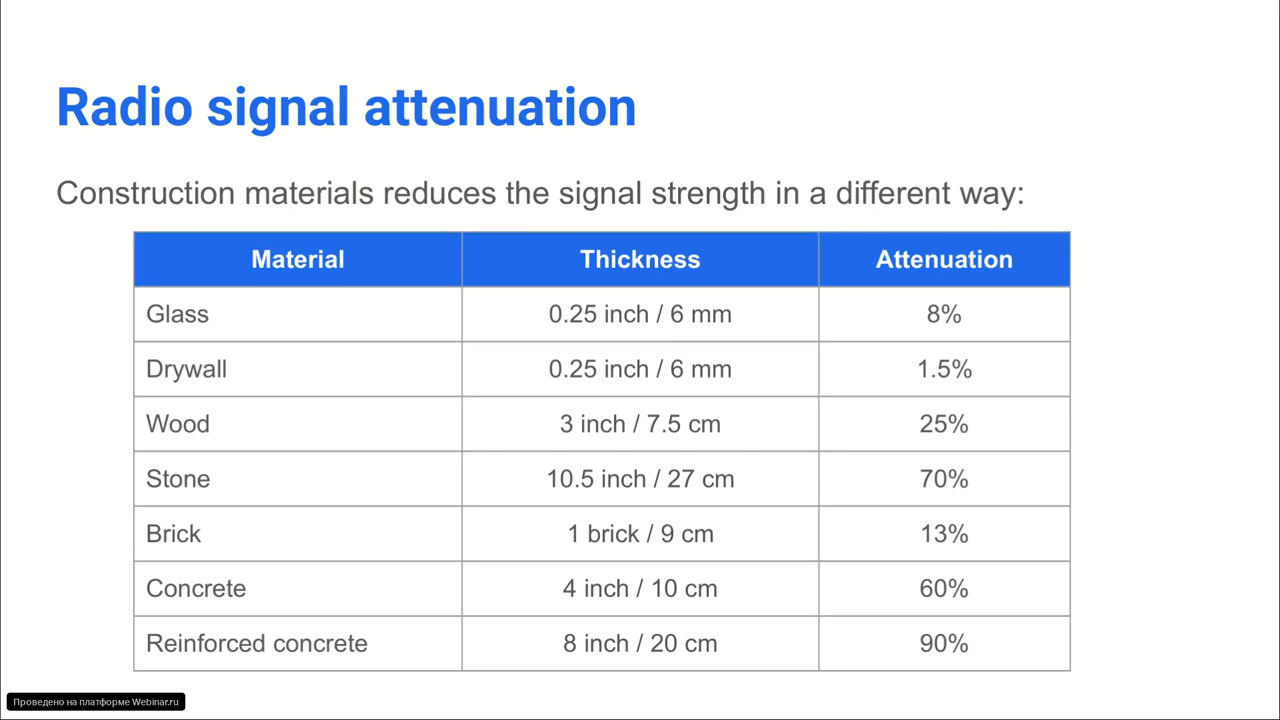 Radio signal attenuation
Construction materials reduces the signal strength in a different way:
Material Thickness Attenuation
Glass 0.25 inch / 6 mm 8%
Drywall 0.25 inch / 6 mm 1.5%
Wood 3 inch / 7.5 cm 25%
Stone 10.5 inch / 27 cm 70%
Brick 1 brick / 9 cm 13%
Concrete 4 inch / 10 cm 60%
Reinforced concrete 8 inch / 20 cm 90%
Проведено на платформе Webinar.ru